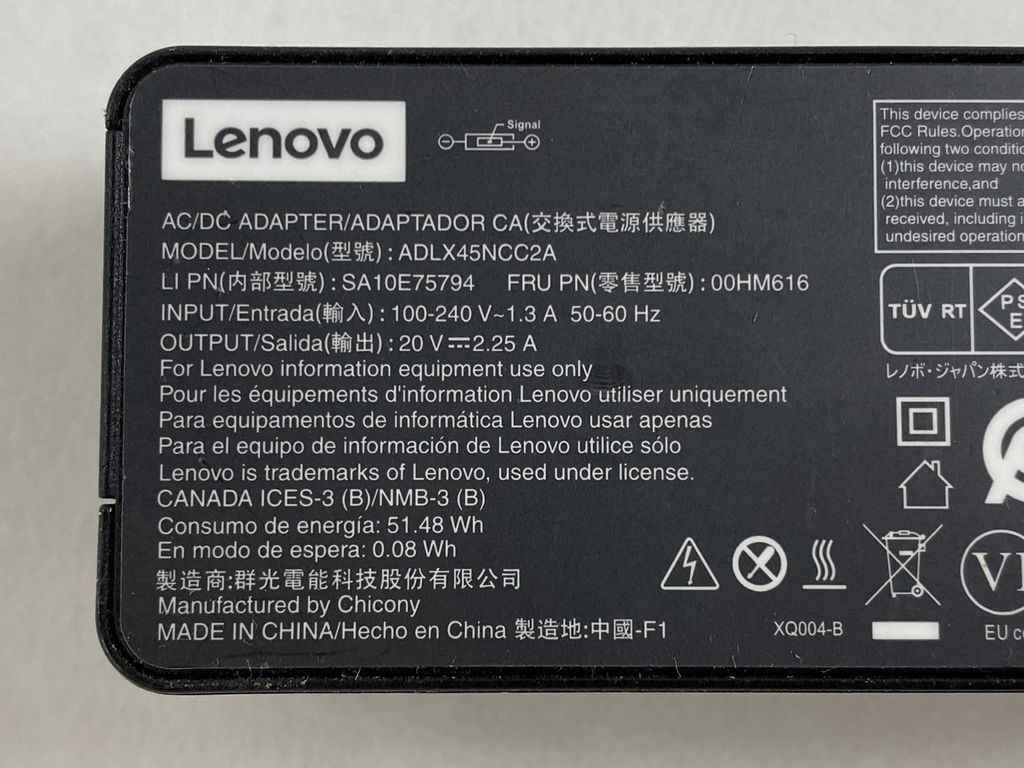 Lenovo
Signal
AC/DC ADAPTER/ADAPTADOR CA(交換式電源供應器)
MODEL/Modelo(型號) : ADLX45NCC2A
LI PN(内部型號) : SA10E75794 FRU PN(零售型號) : 00HM616
INPUT/Entrada(輸入) : 100-240 V~1.3 A 50-60 Hz
OUTPUT/Salida(輸出) : 20 V⎓2.25 A
For Lenovo information equipment use only
Pour les équipements d'information Lenovo utiliser uniquement
Para equipamentos de informática Lenovo usar apenas
Para el equipo de información de Lenovo utilice sólo
Lenovo is trademarks of Lenovo, used under license.
CANADA ICES-3 (B)/NMB-3 (B)
Consumo de energía: 51.48 Wh
En modo de espera: 0.08 Wh
製造商:群光電能科技股份有限公司
Manufactured by Chicony
MADE IN CHINA/Hecho en China 製造地:中國-F1
This device complies
FCC Rules.Operation
following two
(1)this device may
interference,and
(2)this device must
received, including
undesired operation
TÜV RT
PS
E
レノボ・ジャパン株式
VI
XQ004-B
EU